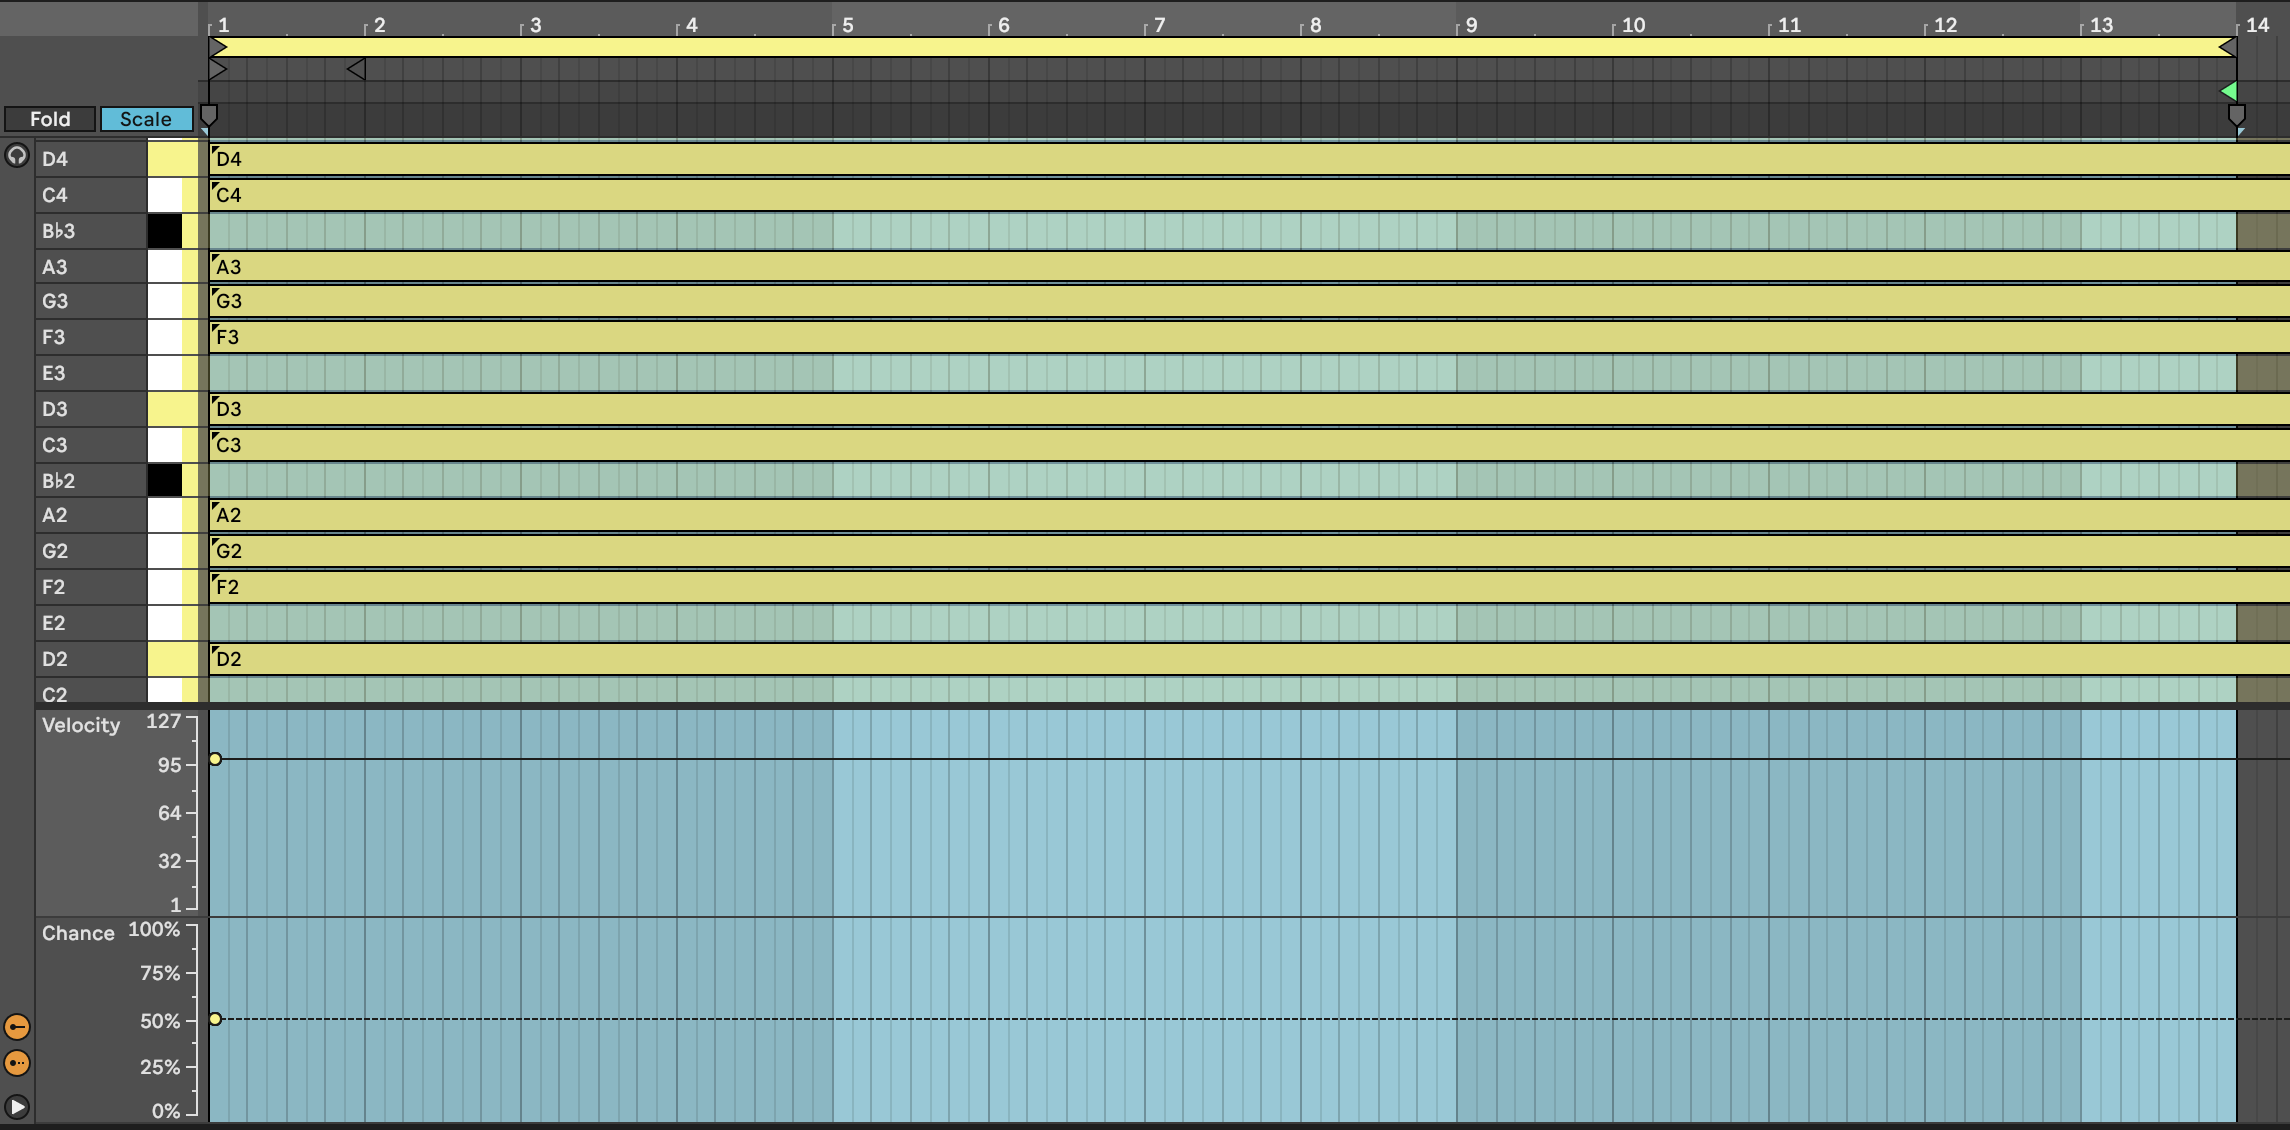 1 2 3 4 5 6 7 8 9 10 11 12 13 14
Fold Scale
D4 D4
C4 C4
B♭3
A3 A3
G3 G3
F3 F3
E3
D3 D3
C3 C3
B♭2
A2 A2
G2 G2
F2 F2
E2
D2 D2
C2
Velocity 127
95
64
32
1
Chance 100%
75%
50%
25%
0%